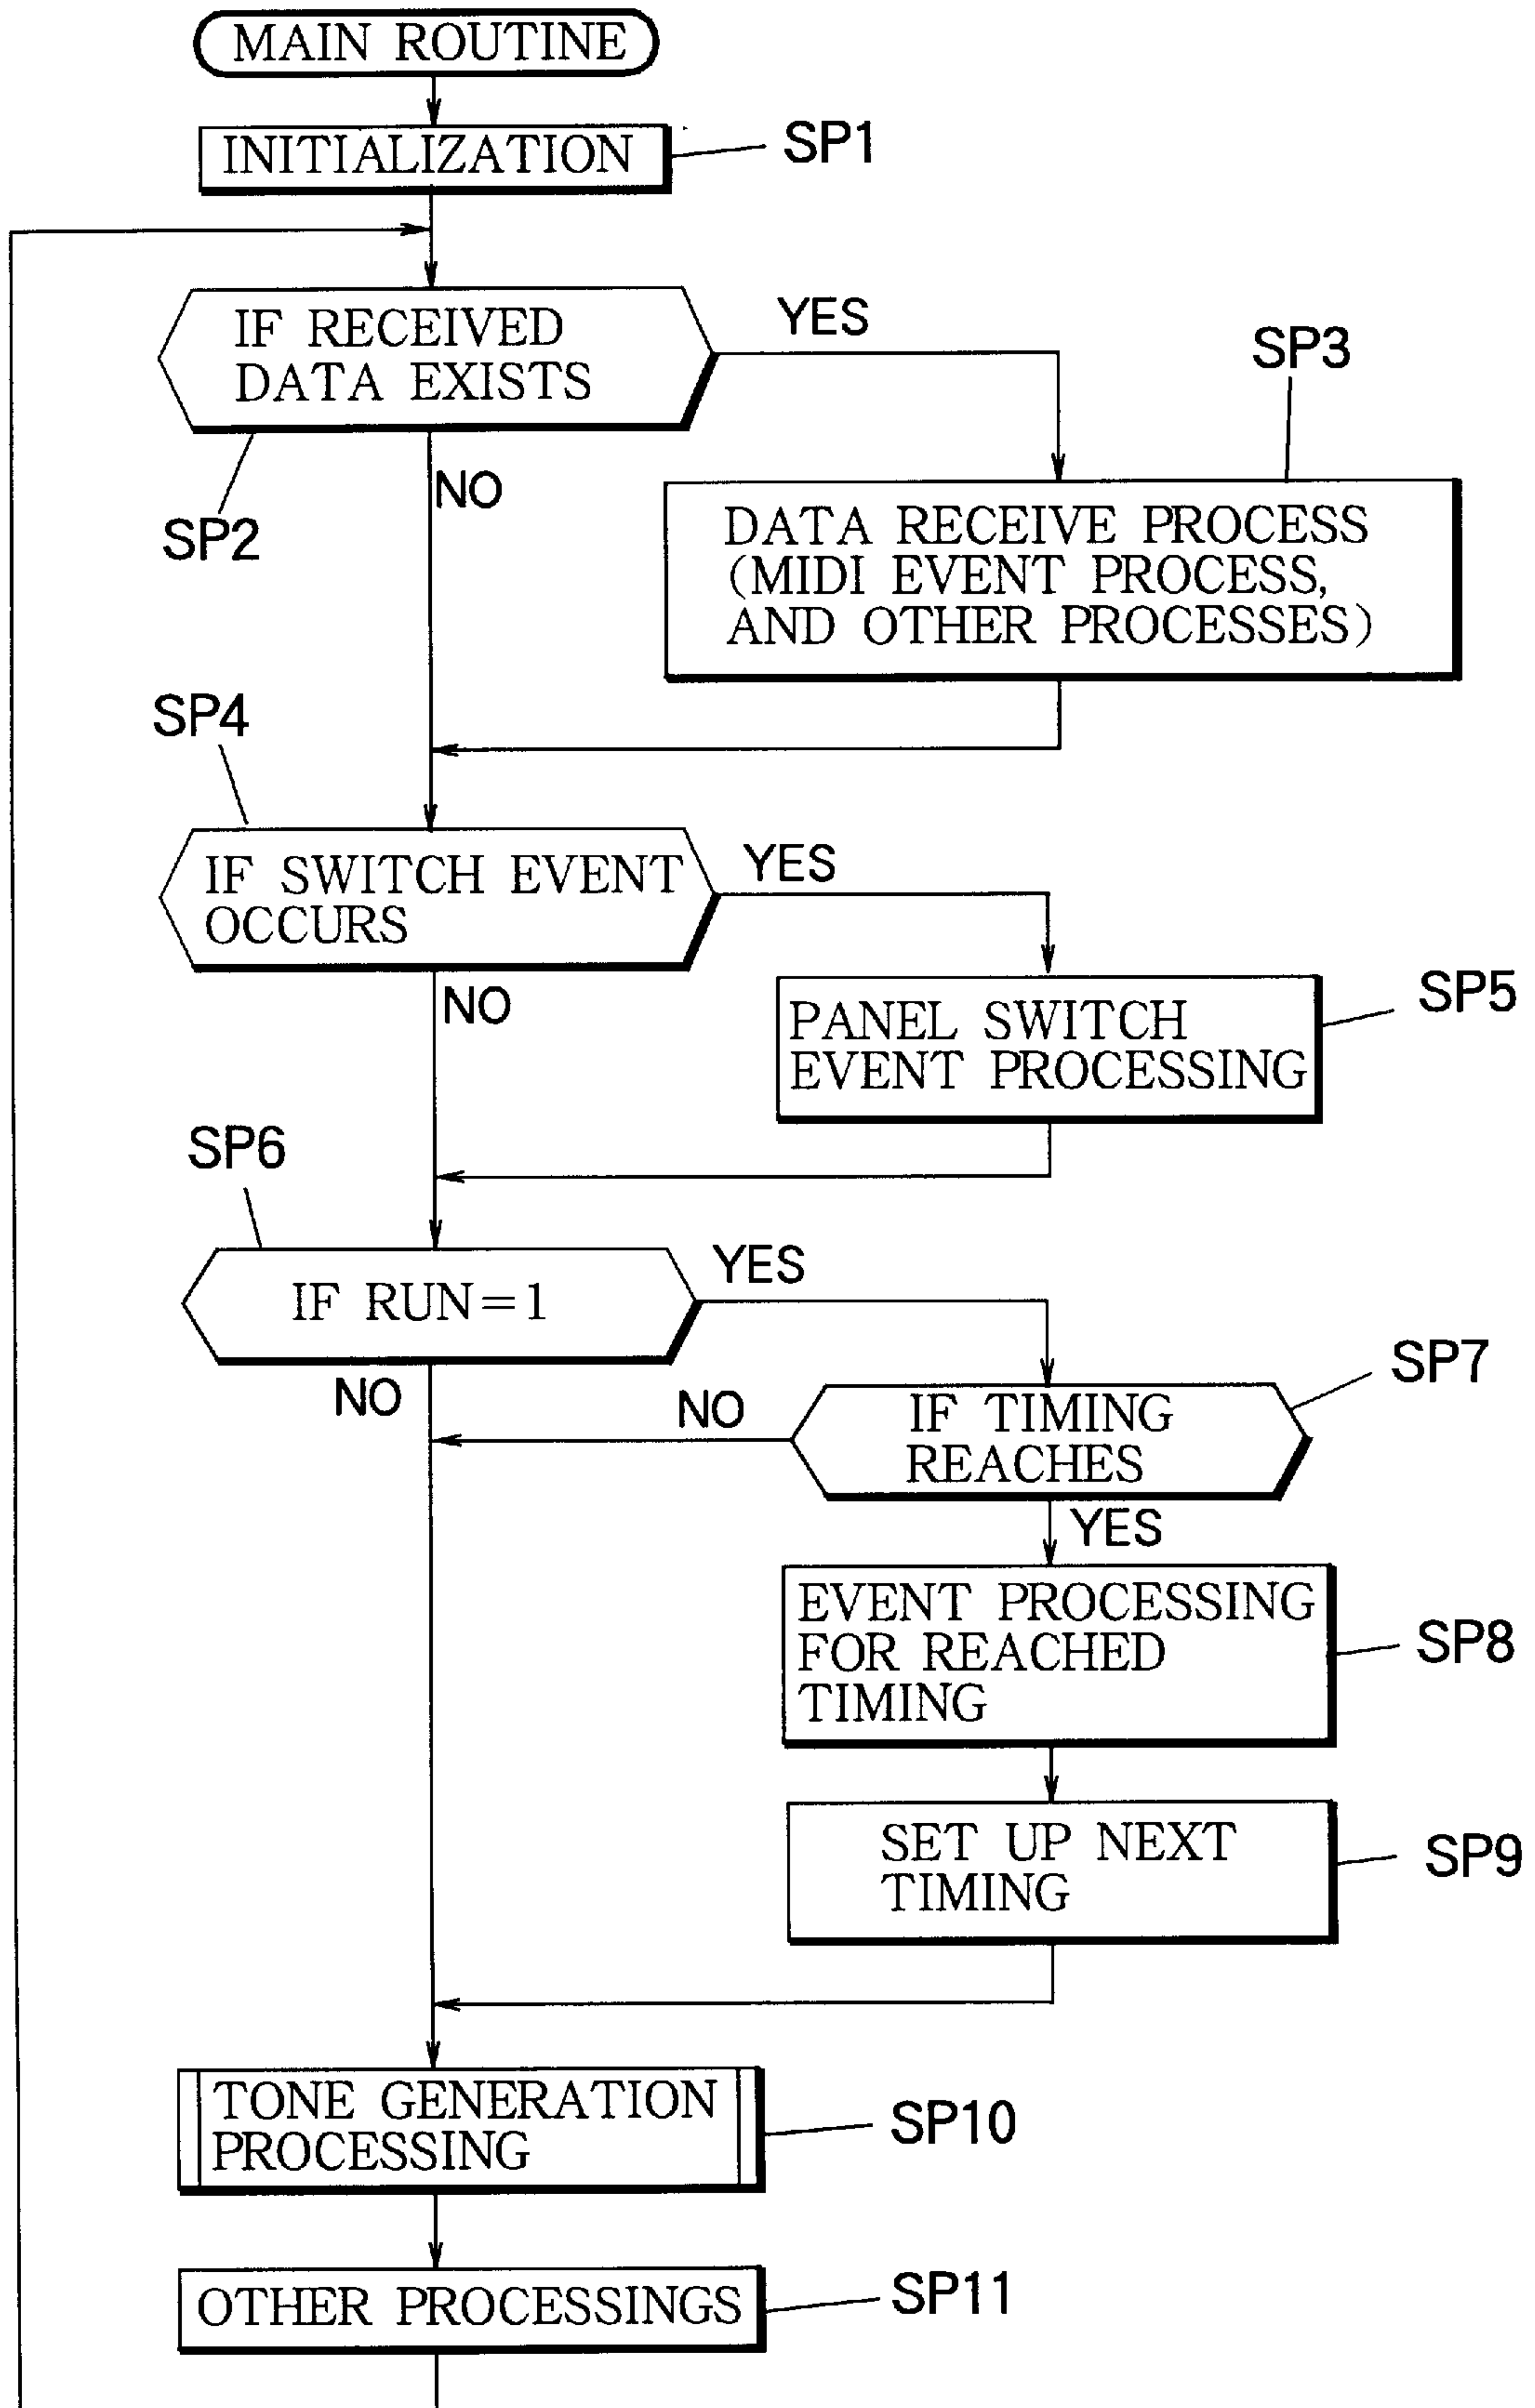 MAIN ROUTINE
INITIALIZATION
SP1
IF RECEIVED
DATA EXISTS
YES
SP3
NO
SP2
DATA RECEIVE PROCESS
(MIDI EVENT PROCESS,
AND OTHER PROCESSES)
SP4
IF SWITCH EVENT
OCCURS
YES
NO
SP5
PANEL SWITCH
EVENT PROCESSING
SP6
IF RUN=1
YES
NO
SP7
NO
IF TIMING
REACHES
YES
EVENT PROCESSING
FOR REACHED
TIMING
SP8
SET UP NEXT
TIMING
SP9
TONE GENERATION
PROCESSING
SP10
OTHER PROCESSINGS
SP11